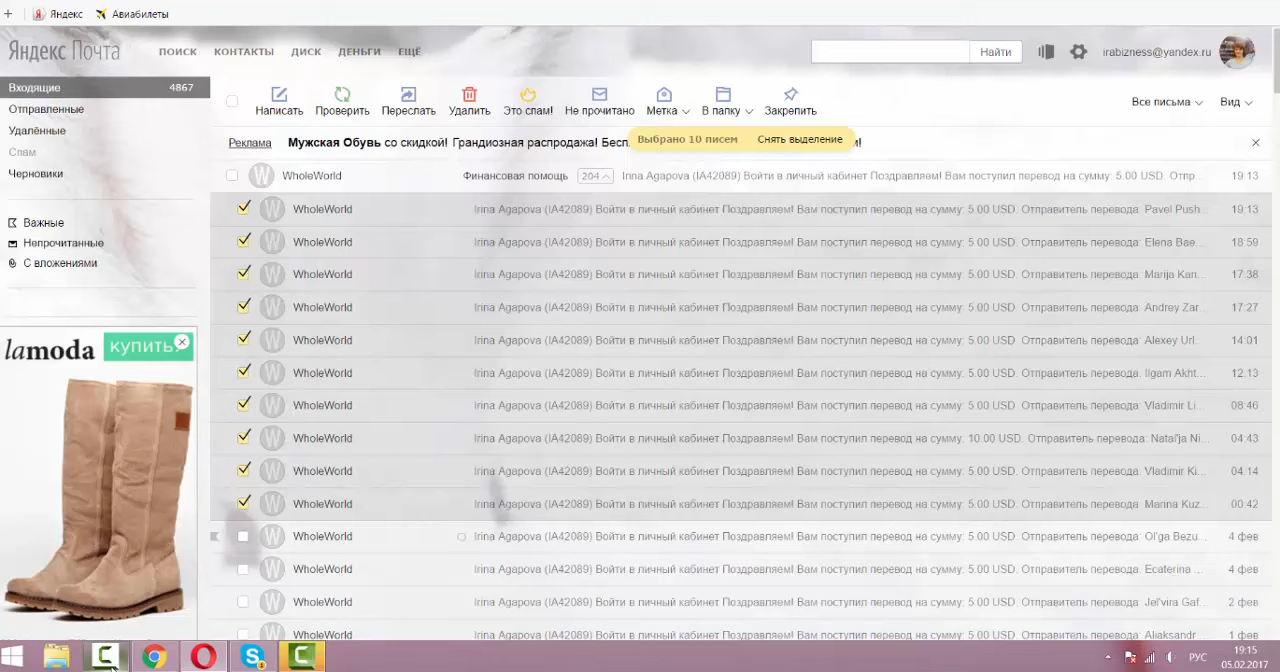 + Яндекс Авиабилеты
Яндекс Почта ПОИСК КОНТАКТЫ ДИСК ДЕНЬГИ ЕЩЁ Найти irabizness@yandex.ru
Входящие 4867
Отправленные
Удалённые
Спам
Черновики
Важные
Непрочитанные
С вложениями
lamoda КУПИТЬ
Написать Проверить Переслать Удалить Это спам! Не прочитано Метка В папку Закрепить Все письма Вид
Выбрано 10 писем Снять выделение
Реклама Мужская Обувь со скидкой! Грандиозная распродажа!
WholeWorld Финансовая помощь 204 Irina Agapova (IA42089) Войти в личный кабинет Поздравляем! Вам поступил перевод на сумму: 5.00 USD. Отпр... 19:13
WholeWorld Irina Agapova (IA42089) Войти в личный кабинет Поздравляем! Вам поступил перевод на сумму: 5.00 USD. Отправитель перевода: Pavel Push... 19:13
WholeWorld Irina Agapova (IA42089) Войти в личный кабинет Поздравляем! Вам поступил перевод на сумму: 5.00 USD. Отправитель перевода: Elena Bae... 18:59
WholeWorld Irina Agapova (IA42089) Войти в личный кабинет Поздравляем! Вам поступил перевод на сумму: 5.00 USD. Отправитель перевода: Marija Kan... 17:38
WholeWorld Irina Agapova (IA42089) Войти в личный кабинет Поздравляем! Вам поступил перевод на сумму: 5.00 USD. Отправитель перевода: Andrey Zar... 17:27
WholeWorld Irina Agapova (IA42089) Войти в личный кабинет Поздравляем! Вам поступил перевод на сумму: 5.00 USD. Отправитель перевода: Alexey Url... 14:01
WholeWorld Irina Agapova (IA42089) Войти в личный кабинет Поздравляем! Вам поступил перевод на сумму: 5.00 USD. Отправитель перевода: Ilgam Akht... 12:13
WholeWorld Irina Agapova (IA42089) Войти в личный кабинет Поздравляем! Вам поступил перевод на сумму: 5.00 USD. Отправитель перевода: Vladimir Li... 08:46
WholeWorld Irina Agapova (IA42089) Войти в личный кабинет Поздравляем! Вам поступил перевод на сумму: 10.00 USD. Отправитель перевода: Natal'ja Ni... 04:43
WholeWorld Irina Agapova (IA42089) Войти в личный кабинет Поздравляем! Вам поступил перевод на сумму: 5.00 USD. Отправитель перевода: Vladimir Ki... 04:14
WholeWorld Irina Agapova (IA42089) Войти в личный кабинет Поздравляем! Вам поступил перевод на сумму: 5.00 USD. Отправитель перевода: Marina Kuz... 00:42
WholeWorld Irina Agapova (IA42089) Войти в личный кабинет Поздравляем! Вам поступил перевод на сумму: 5.00 USD. Отправитель перевода: Ol'ga Bezu... 4 фев
WholeWorld Irina Agapova (IA42089) Войти в личный кабинет Поздравляем! Вам поступил перевод на сумму: 5.00 USD. Отправитель перевода: Ecaterina ... 4 фев
WholeWorld Irina Agapova (IA42089) Войти в личный кабинет Поздравляем! Вам поступил перевод на сумму: 5.00 USD. Отправитель перевода: Jel'vira Gaf... 2 фев
WholeWorld Irina Agapova (IA42089) Войти в личный кабинет Поздравляем! Вам поступил перевод на сумму: 5.00 USD. Отправитель перевода: Aliaksandr ... 1 фев
РУС 19:15
05.02.2017